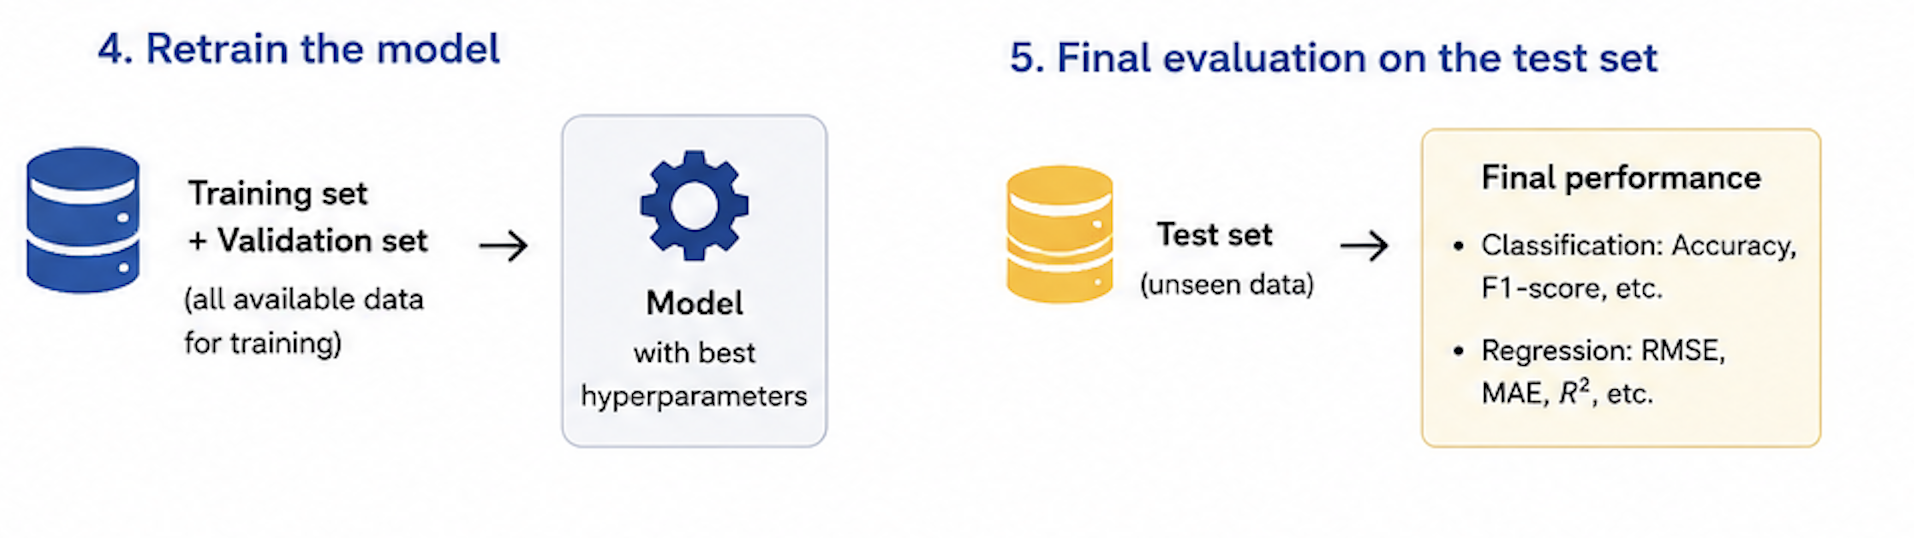 4. Retrain the model
Training set
+ Validation set
(all available data
for training)
Model
with best
hyperparameters
5. Final evaluation on the test set
Test set
(unseen data)
Final performance
• Classification: Accuracy,
F1-score, etc.
• Regression: RMSE,
MAE, R², etc.